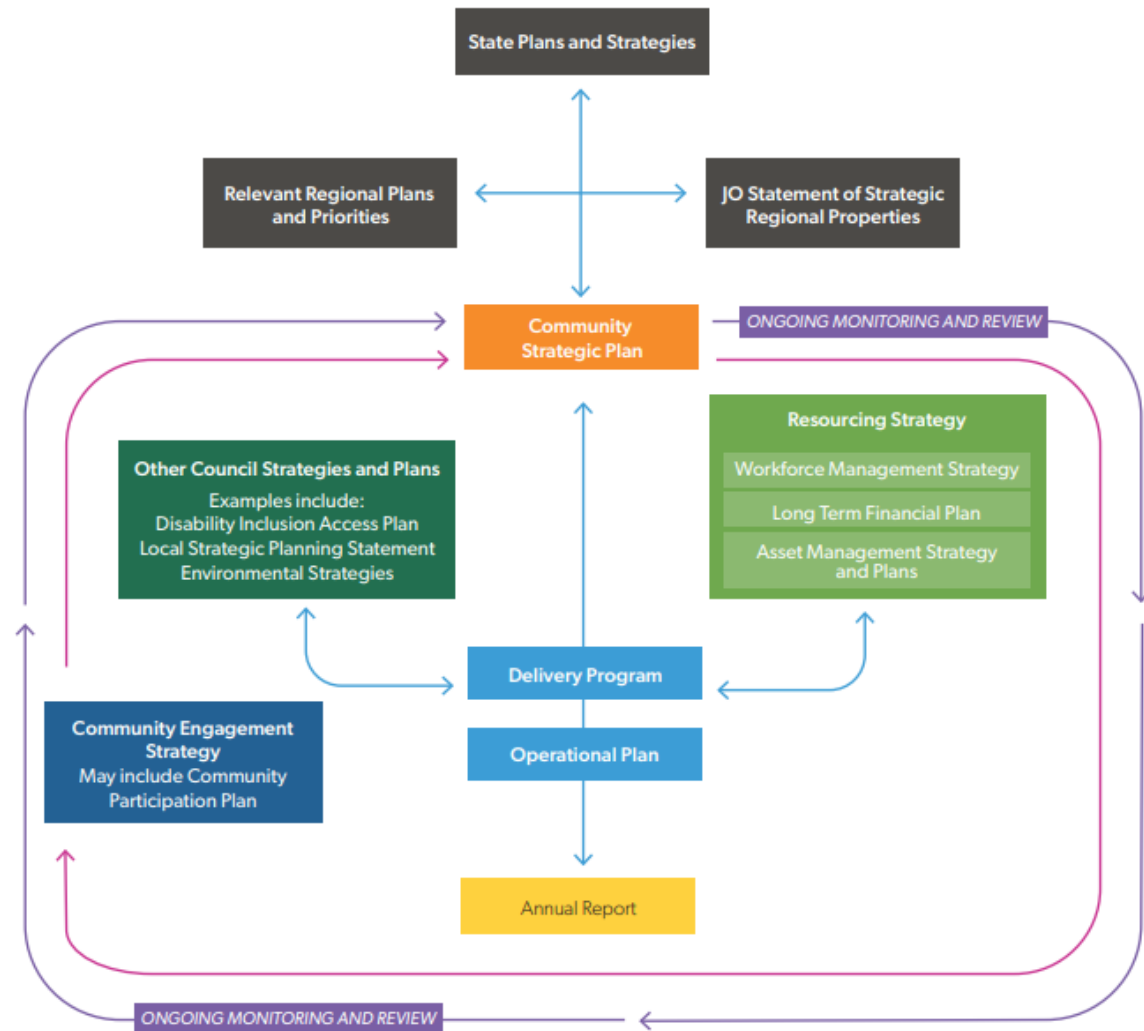 State Plans and Strategies
Relevant Regional Plans
and Priorities
JO Statement of Strategic
Regional Properties
Community
Strategic Plan
ONGOING MONITORING AND REVIEW
Other Council Strategies and Plans
Examples include:
Disability Inclusion Access Plan
Local Strategic Planning Statement
Environmental Strategies
Resourcing Strategy
Workforce Management Strategy
Long Term Financial Plan
Asset Management Strategy
and Plans
Delivery Program
Operational Plan
Community Engagement
Strategy
May include Community
Participation Plan
Annual Report
ONGOING MONITORING AND REVIEW